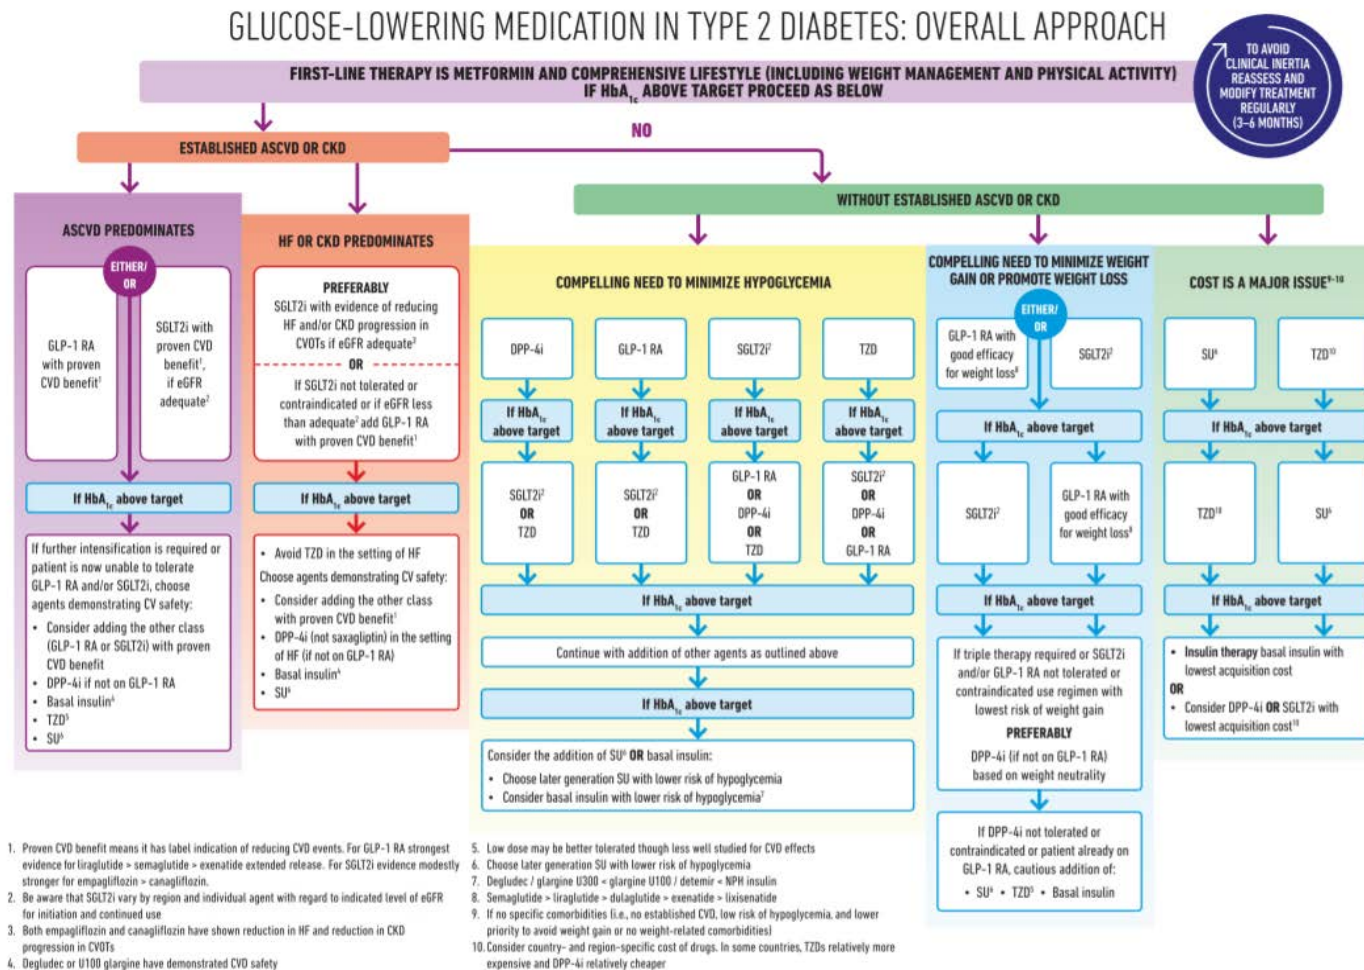 GLUCOSE-LOWERING MEDICATION IN TYPE 2 DIABETES: OVERALL APPROACH
TO AVOID
CLINICAL INERTIA
REASSESS AND
MODIFY TREATMENT
REGULARLY
(3–6 MONTHS)
FIRST-LINE THERAPY IS METFORMIN AND COMPREHENSIVE LIFESTYLE (INCLUDING WEIGHT MANAGEMENT AND PHYSICAL ACTIVITY)
IF HbA1c ABOVE TARGET PROCEED AS BELOW
NO
ESTABLISHED ASCVD OR CKD
WITHOUT ESTABLISHED ASCVD OR CKD
ASCVD PREDOMINATES
EITHER/
OR
GLP-1 RA
with proven
CVD benefit¹
SGLT2i with
proven CVD
benefit¹,
if eGFR
adequate²
If HbA1c above target
If further intensification is required or
patient is now unable to tolerate
GLP-1 RA and/or SGLT2i, choose
agents demonstrating CV safety:
• Consider adding the other class
(GLP-1 RA or SGLT2i) with proven
CVD benefit
• DPP-4i if not on GLP-1 RA
• Basal insulin⁴
• TZD⁵
• SU⁶
HF OR CKD PREDOMINATES
PREFERABLY
SGLT2i with evidence of reducing
HF and/or CKD progression in
CVOTs if eGFR adequate³
OR
If SGLT2i not tolerated or
contraindicated or if eGFR less
than adequate² add GLP-1 RA
with proven CVD benefit¹
If HbA1c above target
• Avoid TZD in the setting of HF
Choose agents demonstrating CV safety:
• Consider adding the other class
with proven CVD benefit¹
• DPP-4i (not saxagliptin) in the setting
of HF (if not on GLP-1 RA)
• Basal insulin⁴
• SU⁶
COMPELLING NEED TO MINIMIZE HYPOGLYCEMIA
DPP-4i
GLP-1 RA
SGLT2i²
TZD
If HbA1c
above target
If HbA1c
above target
If HbA1c
above target
If HbA1c
above target
SGLT2i²
OR
TZD
SGLT2i²
OR
TZD
GLP-1 RA
OR
DPP-4i
OR
TZD
SGLT2i²
OR
DPP-4i
OR
GLP-1 RA
If HbA1c above target
Continue with addition of other agents as outlined above
If HbA1c above target
Consider the addition of SU⁶ OR basal insulin:
• Choose later generation SU with lower risk of hypoglycemia
• Consider basal insulin with lower risk of hypoglycemia⁷
COMPELLING NEED TO MINIMIZE WEIGHT
GAIN OR PROMOTE WEIGHT LOSS
EITHER/
OR
GLP-1 RA with
good efficacy
for weight loss⁸
SGLT2i²
If HbA1c above target
SGLT2i²
GLP-1 RA with
good efficacy
for weight loss⁸
If HbA1c above target
If triple therapy required or SGLT2i
and/or GLP-1 RA not tolerated or
contraindicated use regimen with
lowest risk of weight gain
PREFERABLY
DPP-4i (if not on GLP-1 RA)
based on weight neutrality
If DPP-4i not tolerated or
contraindicated or patient already on
GLP-1 RA, cautious addition of:
• SU⁶ • TZD⁵ • Basal insulin
COST IS A MAJOR ISSUE⁹⁻¹⁰
SU⁶
TZD¹⁰
If HbA1c above target
TZD¹⁰
SU⁶
If HbA1c above target
• Insulin therapy basal insulin with
lowest acquisition cost
OR
• Consider DPP-4i OR SGLT2i with
lowest acquisition cost¹⁰
1. Proven CVD benefit means it has label indication of reducing CVD events. For GLP-1 RA strongest
evidence for liraglutide > semaglutide > exenatide extended release. For SGLT2i evidence modestly
stronger for empagliflozin > canagliflozin.
2. Be aware that SGLT2i vary by region and individual agent with regard to indicated level of eGFR
for initiation and continued use
3. Both empagliflozin and canagliflozin have shown reduction in HF and reduction in CKD
progression in CVOTs
4. Degludec or U100 glargine have demonstrated CVD safety
5. Low dose may be better tolerated though less well studied for CVD effects
6. Choose later generation SU with lower risk of hypoglycemia
7. Degludec / glargine U300 < glargine U100 / detemir < NPH insulin
8. Semaglutide > liraglutide > dulaglutide > exenatide > lixisenatide
9. If no specific comorbidities (i.e., no established CVD, low risk of hypoglycemia, and lower
priority to avoid weight gain or no weight-related comorbidities)
10. Consider country- and region-specific cost of drugs. In some countries, TZDs relatively more
expensive and DPP-4i relatively cheaper